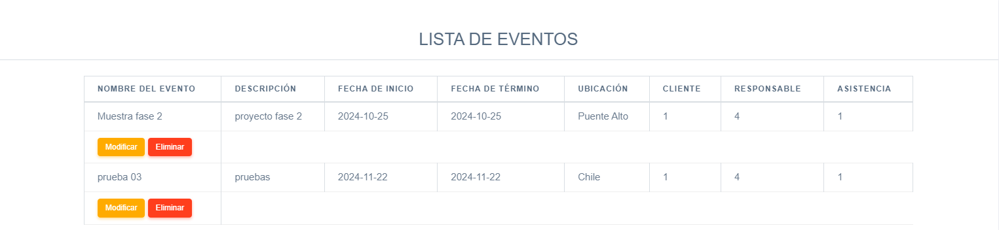 LISTA DE EVENTOS
NOMBRE DEL EVENTO DESCRIPCIÓN FECHA DE INICIO FECHA DE TÉRMINO UBICACIÓN CLIENTE RESPONSABLE ASISTENCIA
Muestra fase 2 proyecto fase 2 2024-10-25 2024-10-25 Puente Alto 1 4 1
Modificar Eliminar
prueba 03 pruebas 2024-11-22 2024-11-22 Chile 1 4 1
Modificar Eliminar